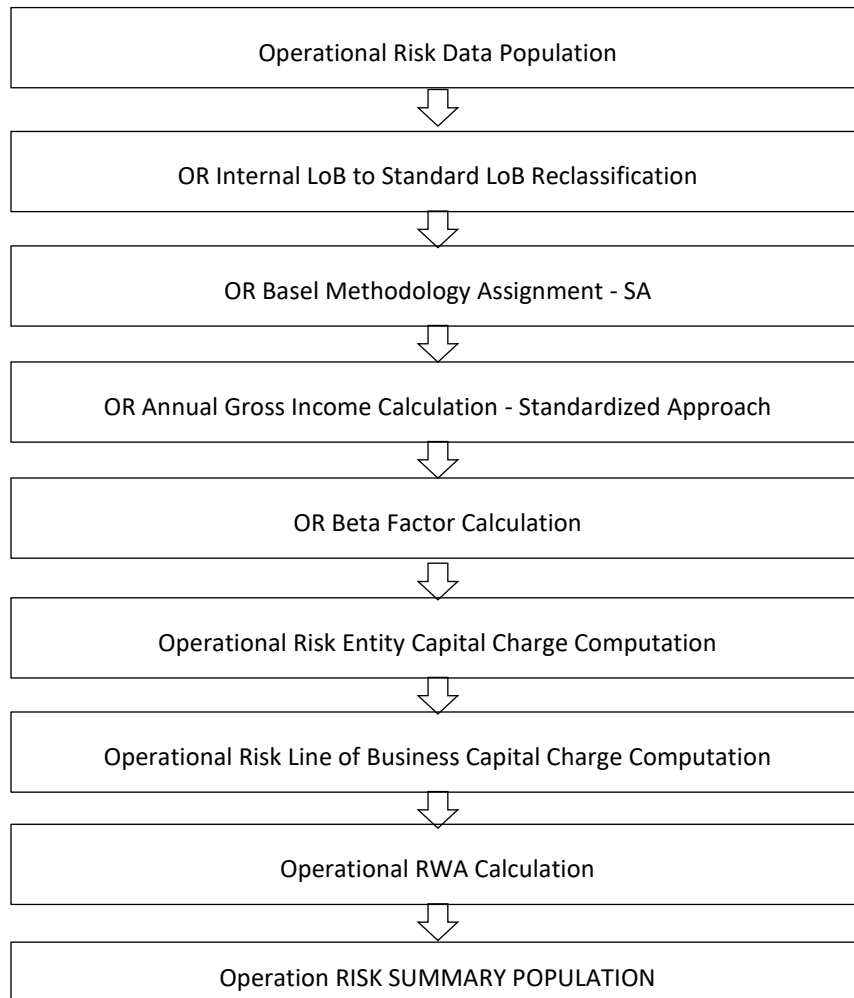 Operational Risk Data Population
OR Internal LoB to Standard LoB Reclassification
OR Basel Methodology Assignment - SA
OR Annual Gross Income Calculation - Standardized Approach
OR Beta Factor Calculation
Operational Risk Entity Capital Charge Computation
Operational Risk Line of Business Capital Charge Computation
Operational RWA Calculation
Operation RISK SUMMARY POPULATION